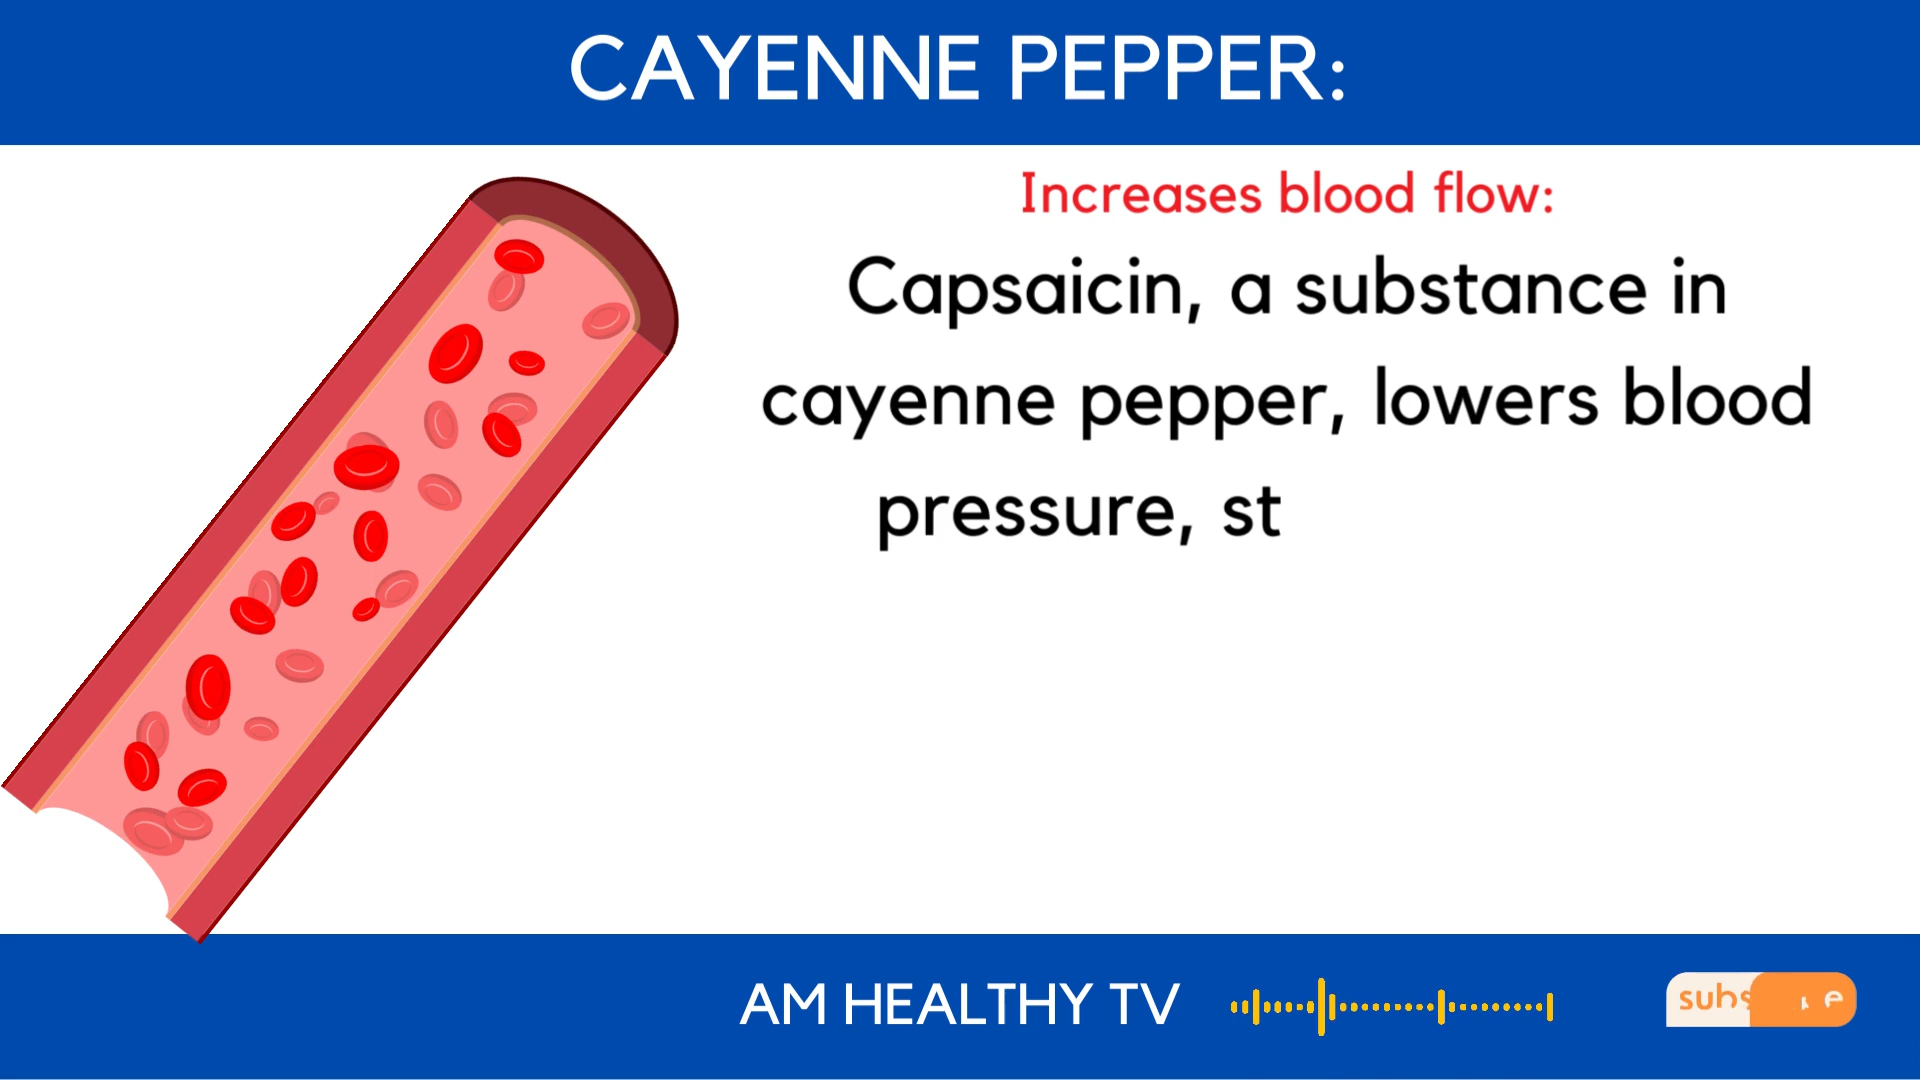 CAYENNE PEPPER:
Increases blood flow:
Capsaicin, a substance in
cayenne pepper, lowers blood
pressure, st
AM HEALTHY TV